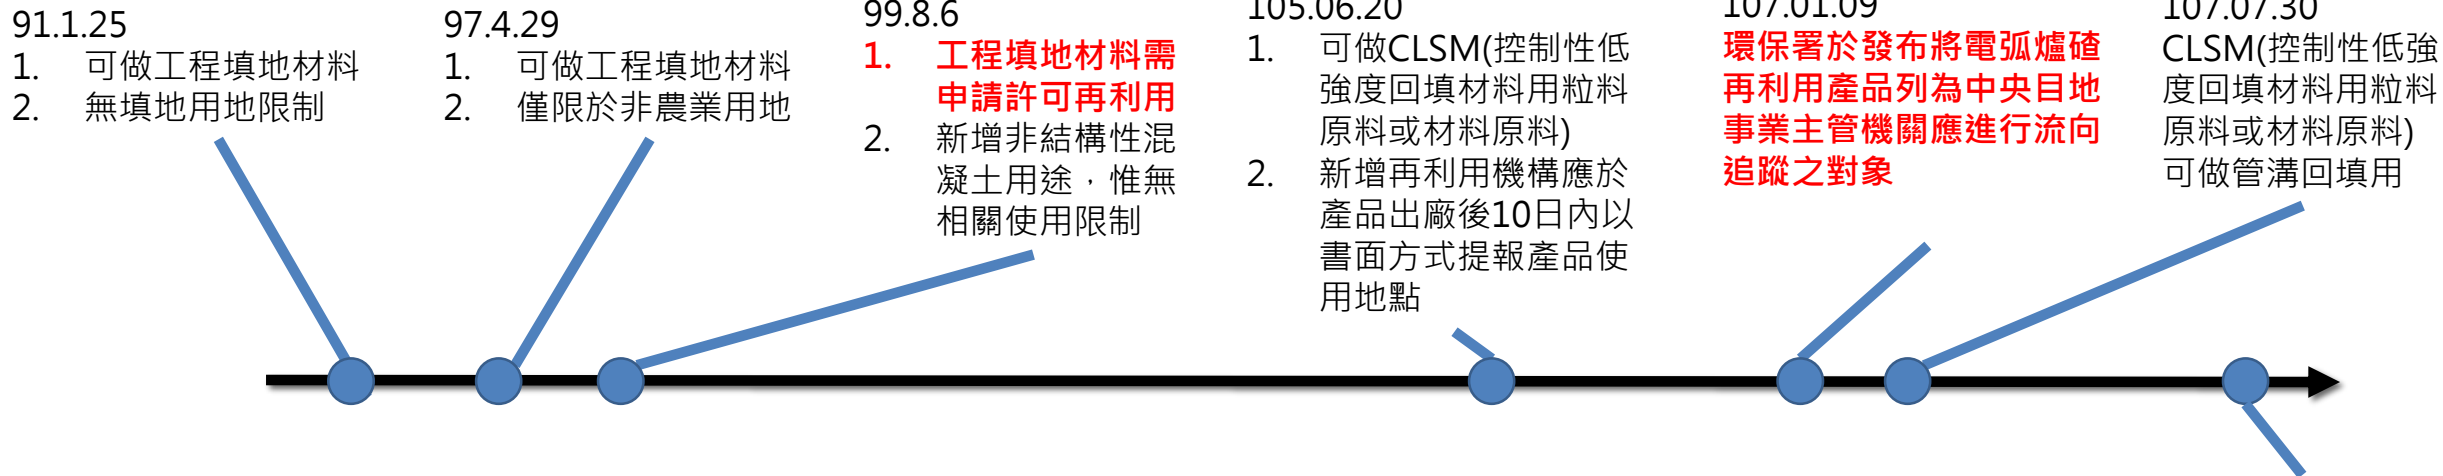 91.1.25
1. 可做工程填地材料
2. 無填地用地限制
97.4.29
1. 可做工程填地材料
2. 僅限於非農業用地
99.8.6
1. 工程填地材料需
申請許可再利用
2. 新增非結構性混
凝土用途，惟無
相關使用限制
105.06.20
1. 可做CLSM(控制性低
強度回填材料用粒料
原料或材料原料)
2. 新增再利用機構應於
產品出廠後10日內以
書面方式提報產品使
用地點
107.01.09
環保署於發布將電弧爐碴
再利用產品列為中央目地
事業主管機關應進行流向
追蹤之對象
107.07.30
CLSM(控制性低強
度回填材料用粒料
原料或材料原料)
可做管溝回填用